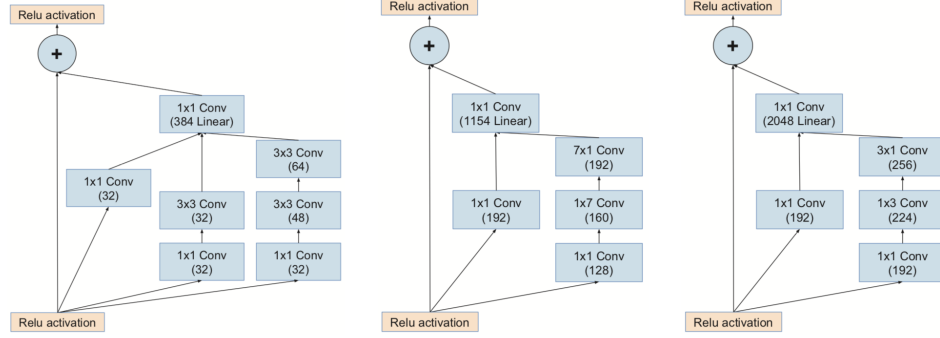 Relu activation
+
1x1 Conv
(384 Linear)
3x3 Conv
(64)
1x1 Conv
(32)
3x3 Conv
(32)
3x3 Conv
(48)
1x1 Conv
(32)
1x1 Conv
(32)
Relu activation
Relu activation
+
1x1 Conv
(1154 Linear)
7x1 Conv
(192)
1x1 Conv
(192)
1x7 Conv
(160)
1x1 Conv
(128)
Relu activation
Relu activation
+
1x1 Conv
(2048 Linear)
3x1 Conv
(256)
1x1 Conv
(192)
1x3 Conv
(224)
1x1 Conv
(192)
Relu activation